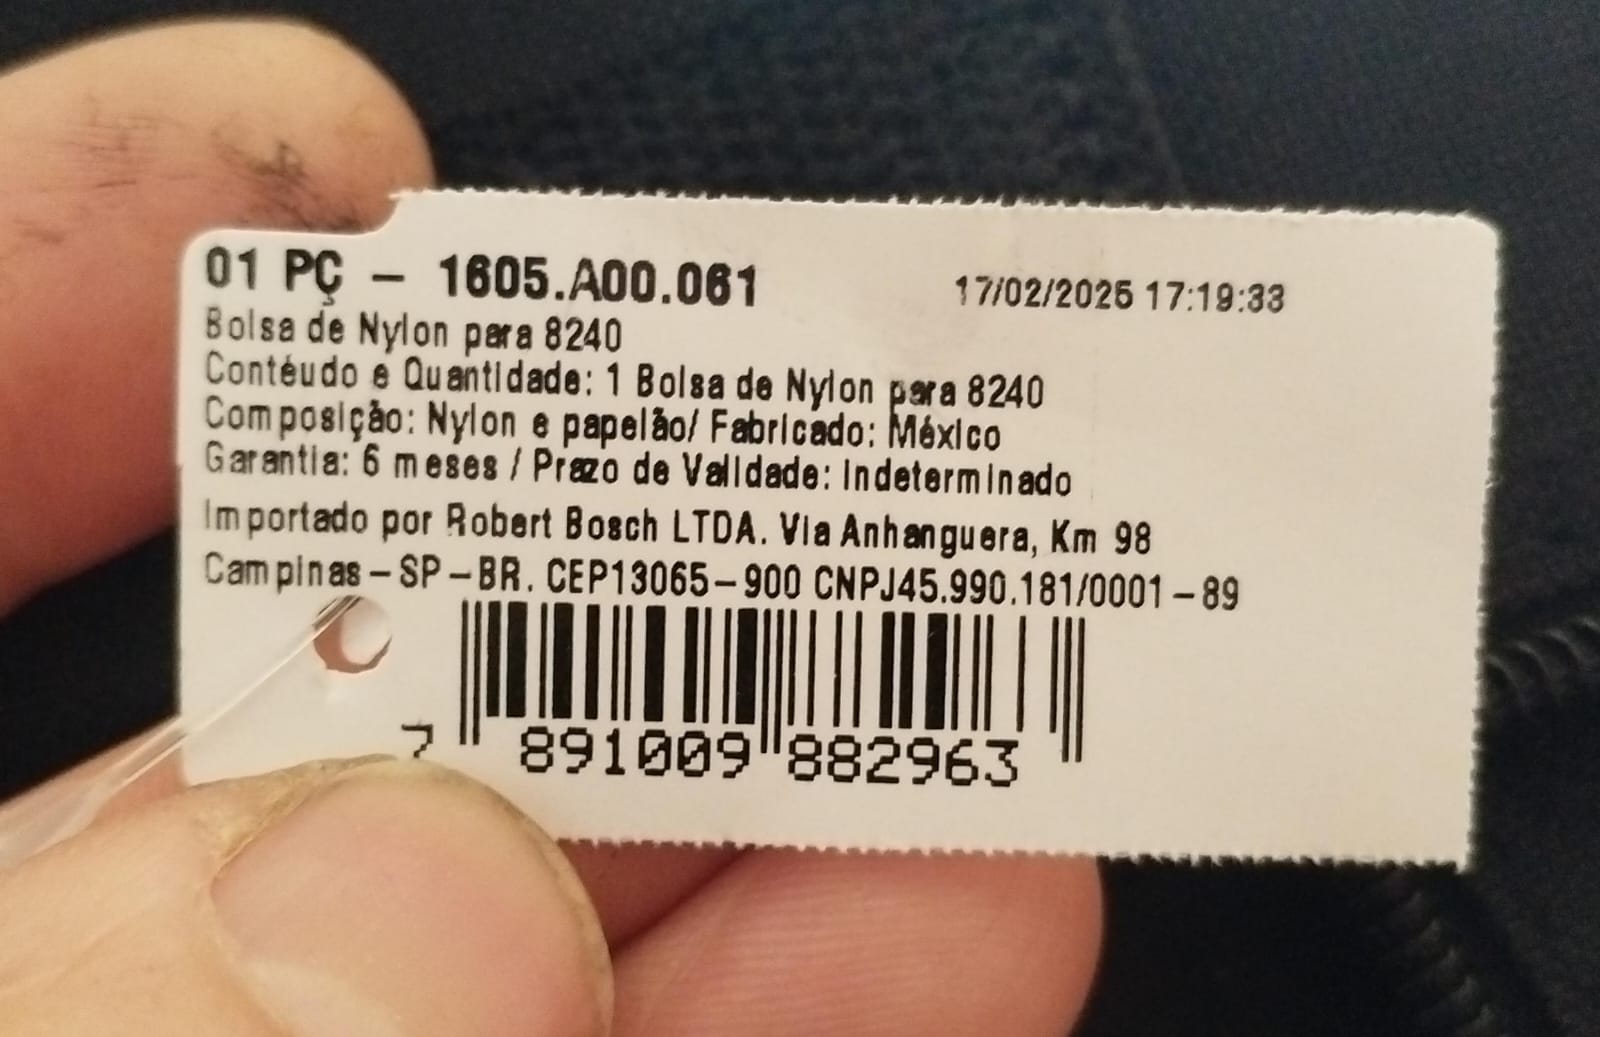 01 PÇ - 1605.A00.061 17/02/2025 17:19:33
Bolsa de Nylon para 8240
Contéudo e Quantidade: 1 Bolsa de Nylon para 8240
Composição: Nylon e papelão/ Fabricado: México
Garantia: 6 meses / Prazo de Validade: Indeterminado
Importado por Robert Bosch LTDA. Via Anhanguera, Km 98
Campinas-SP-BR. CEP13065-900 CNPJ45.990.181/0001-89
7 891009 882963